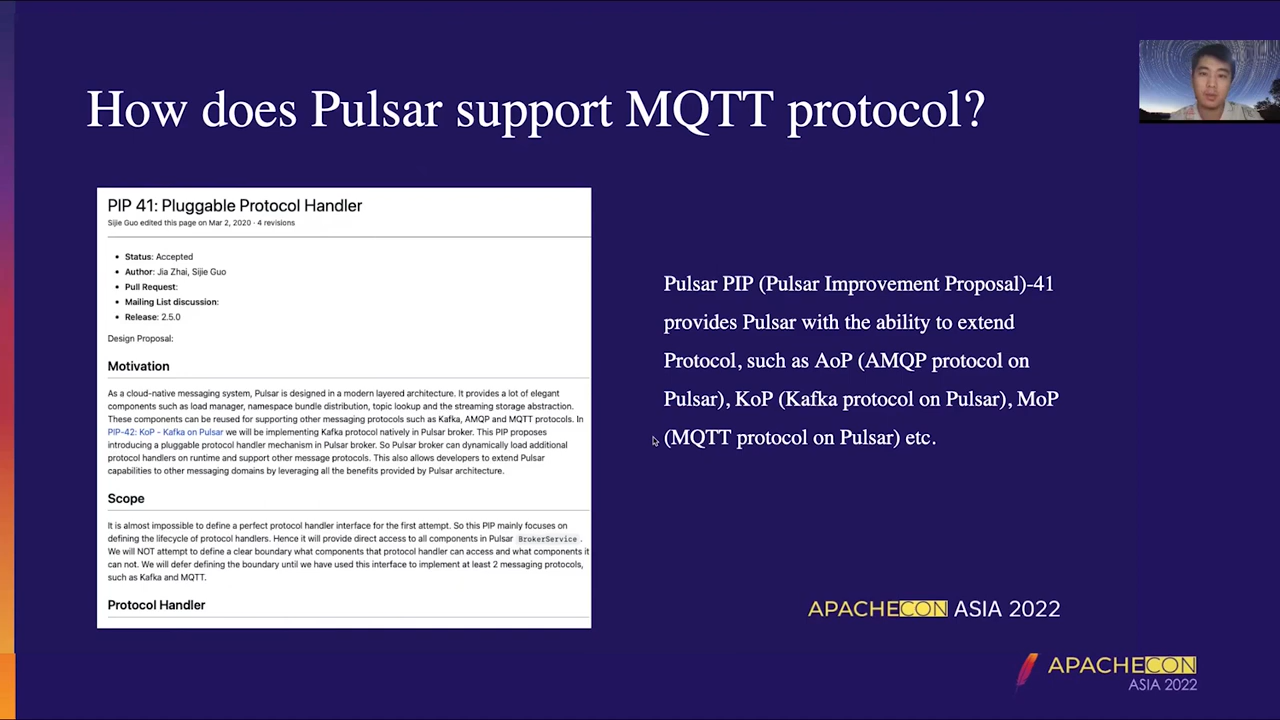 How does Pulsar support MQTT protocol?
PIP 41: Pluggable Protocol Handler
Sijie Guo edited this page on Mar 2, 2020 · 4 revisions
• Status: Accepted
• Author: Jia Zhai, Sijie Guo
• Pull Request:
• Mailing List discussion:
• Release: 2.5.0
Design Proposal:
Motivation
As a cloud-native messaging system, Pulsar is designed in a modern layered architecture. It provides a lot of elegant
components such as load manager, namespace bundle distribution, topic lookup and the streaming storage abstraction.
These components can be reused for supporting other messaging protocols such as Kafka, AMQP and MQTT protocols. In
PIP-42: KoP - Kafka on Pulsar we will be implementing Kafka protocol natively in Pulsar broker. This PIP proposes
introducing a pluggable protocol handler mechanism in Pulsar broker. So Pulsar broker can dynamically load additional
protocol handlers on runtime and support other message protocols. This also allows developers to extend Pulsar
capabilities to other messaging domains by leveraging all the benefits provided by Pulsar architecture.
Scope
It is almost impossible to define a perfect protocol handler interface for the first attempt. So this PIP mainly focuses on
defining the lifecycle of protocol handlers. Hence it will provide direct access to all components in Pulsar BrokerService.
We will NOT attempt to define a clear boundary what components that protocol handler can access and what components it
can not. We will defer defining the boundary until we have used this interface to implement at least 2 messaging protocols,
such as Kafka and MQTT.
Protocol Handler
Pulsar PIP (Pulsar Improvement Proposal)-41
provides Pulsar with the ability to extend
Protocol, such as AoP (AMQP protocol on
Pulsar), KoP (Kafka protocol on Pulsar), MoP
(MQTT protocol on Pulsar) etc.
APACHECON ASIA 2022
APACHECON
ASIA 2022